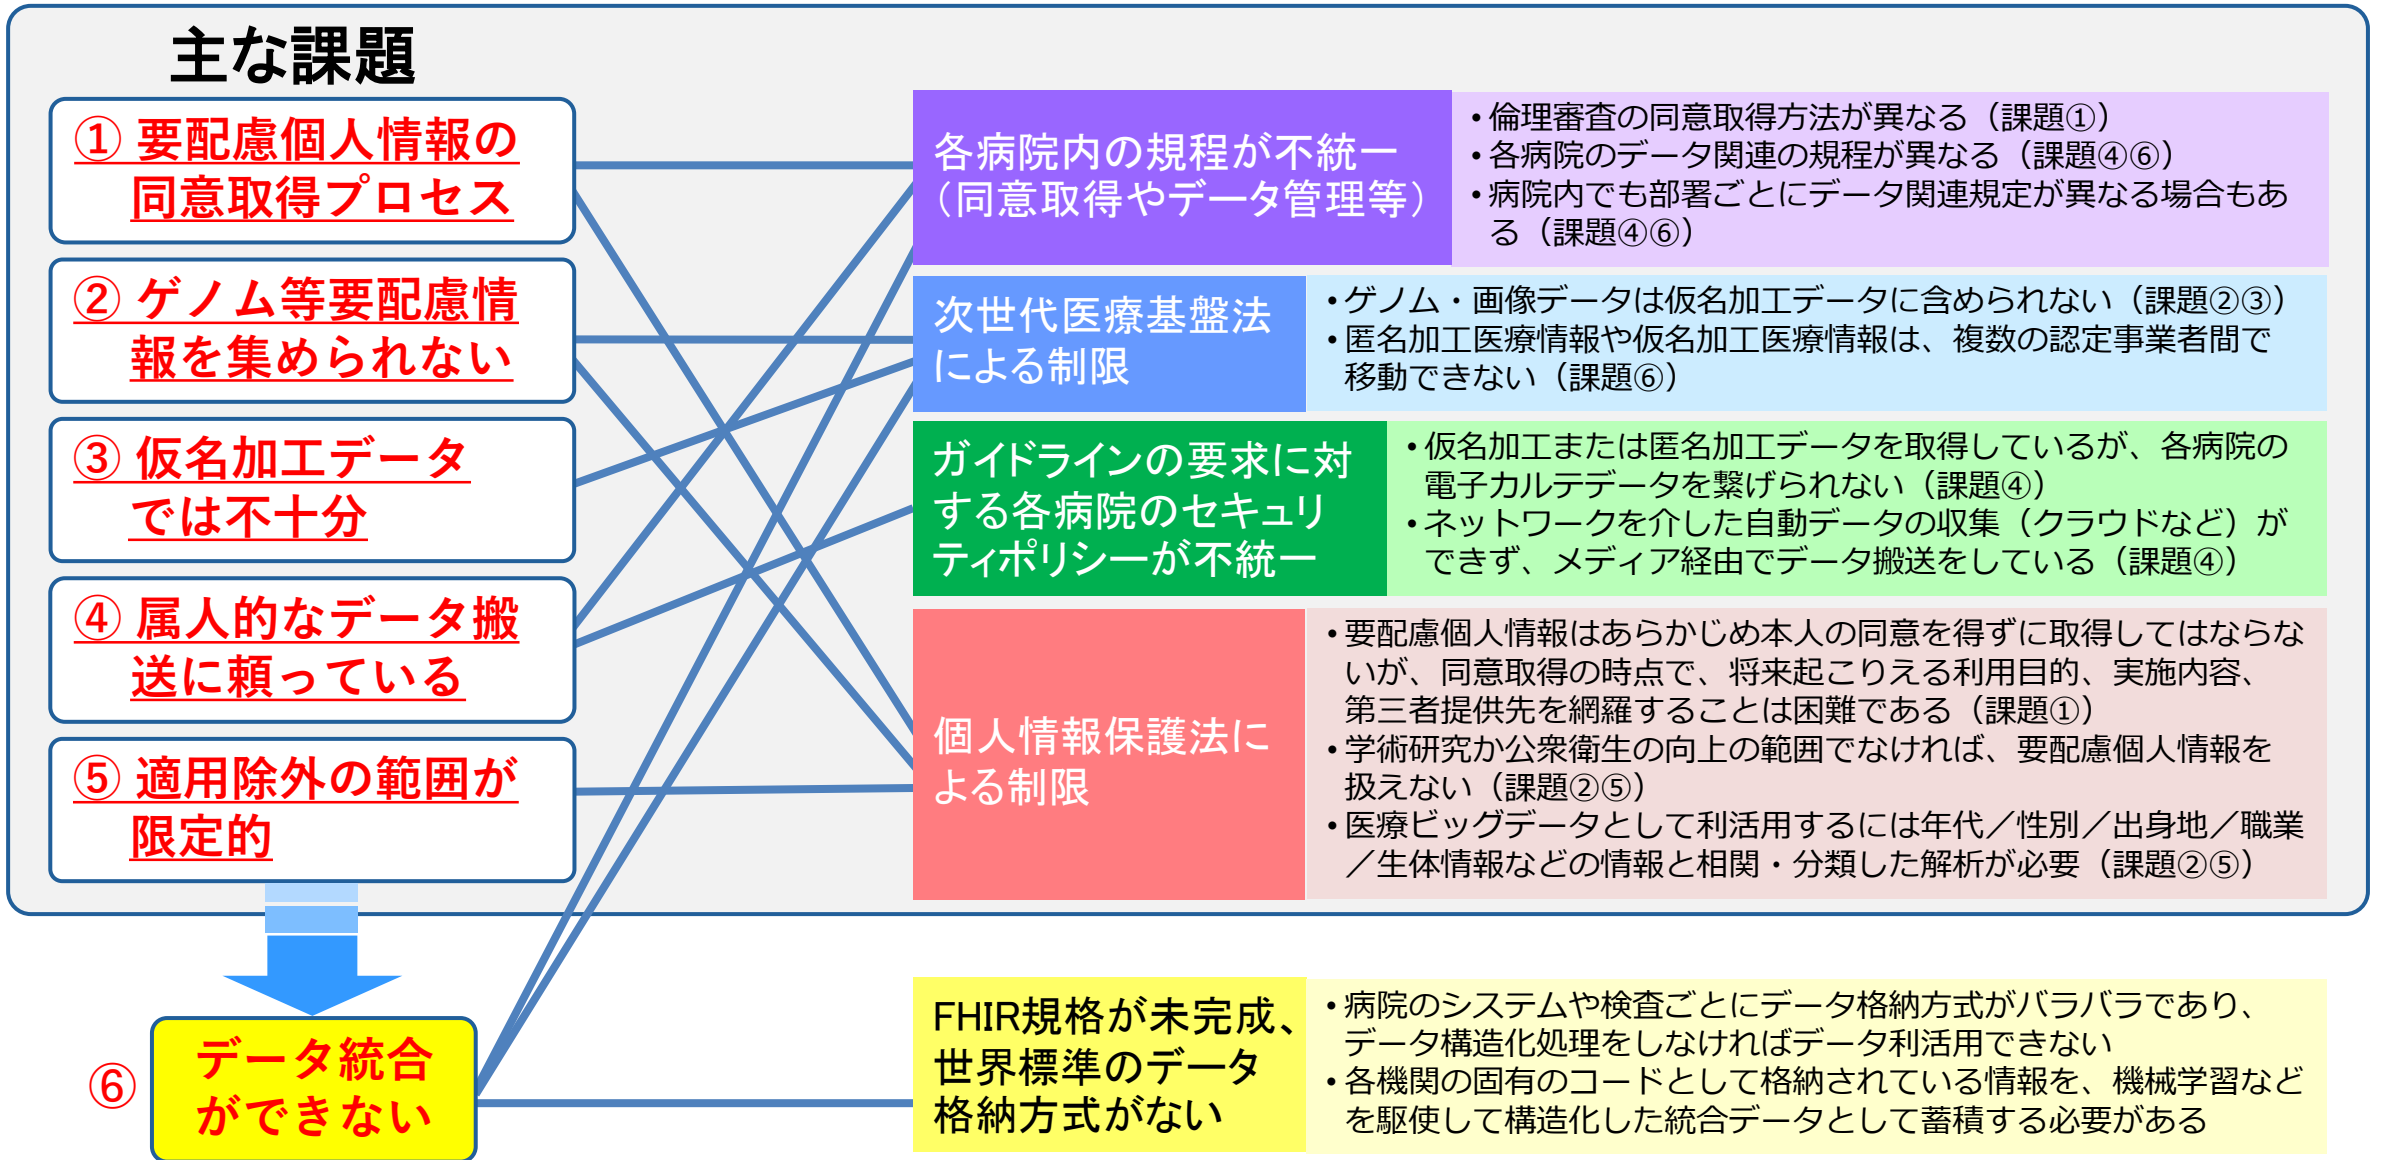 主な課題
① 要配慮個人情報の
同意取得プロセス
② ゲノム等要配慮情
報を集められない
③ 仮名加工データ
では不十分
④ 属人的なデータ搬
送に頼っている
⑤ 適用除外の範囲が
限定的
⑥
データ統合
ができない
各病院内の規程が不統一
（同意取得やデータ管理等）
•倫理審査の同意取得方法が異なる（課題①）
•各病院のデータ関連の規程が異なる（課題④⑥）
•病院内でも部署ごとにデータ関連規定が異なる場合もあ
る（課題④⑥）
次世代医療基盤法
による制限
•ゲノム・画像データは仮名加工データに含められない（課題②③）
•匿名加工医療情報や仮名加工医療情報は、複数の認定事業者間で
移動できない（課題⑥）
ガイドラインの要求に対
する各病院のセキュリ
ティポリシーが不統一
•仮名加工または匿名加工データを取得しているが、各病院の
電子カルテデータを繋げられない（課題④）
•ネットワークを介した自動データの収集（クラウドなど）が
できず、メディア経由でデータ搬送をしている（課題④）
個人情報保護法に
よる制限
•要配慮個人情報はあらかじめ本人の同意を得ずに取得してはならな
いが、同意取得の時点で、将来起こりえる利用目的、実施内容、
第三者提供先を網羅することは困難である（課題①）
•学術研究か公衆衛生の向上の範囲でなければ、要配慮個人情報を
扱えない（課題②⑤）
•医療ビッグデータとして利活用するには年代／性別／出身地／職業
／生体情報などの情報と相関・分類した解析が必要（課題②⑤）
FHIR規格が未完成、
世界標準のデータ
格納方式がない
•病院のシステムや検査ごとにデータ格納方式がバラバラであり、
データ構造化処理をしなければデータ利活用できない
•各機関の固有のコードとして格納されている情報を、機械学習など
を駆使して構造化した統合データとして蓄積する必要がある